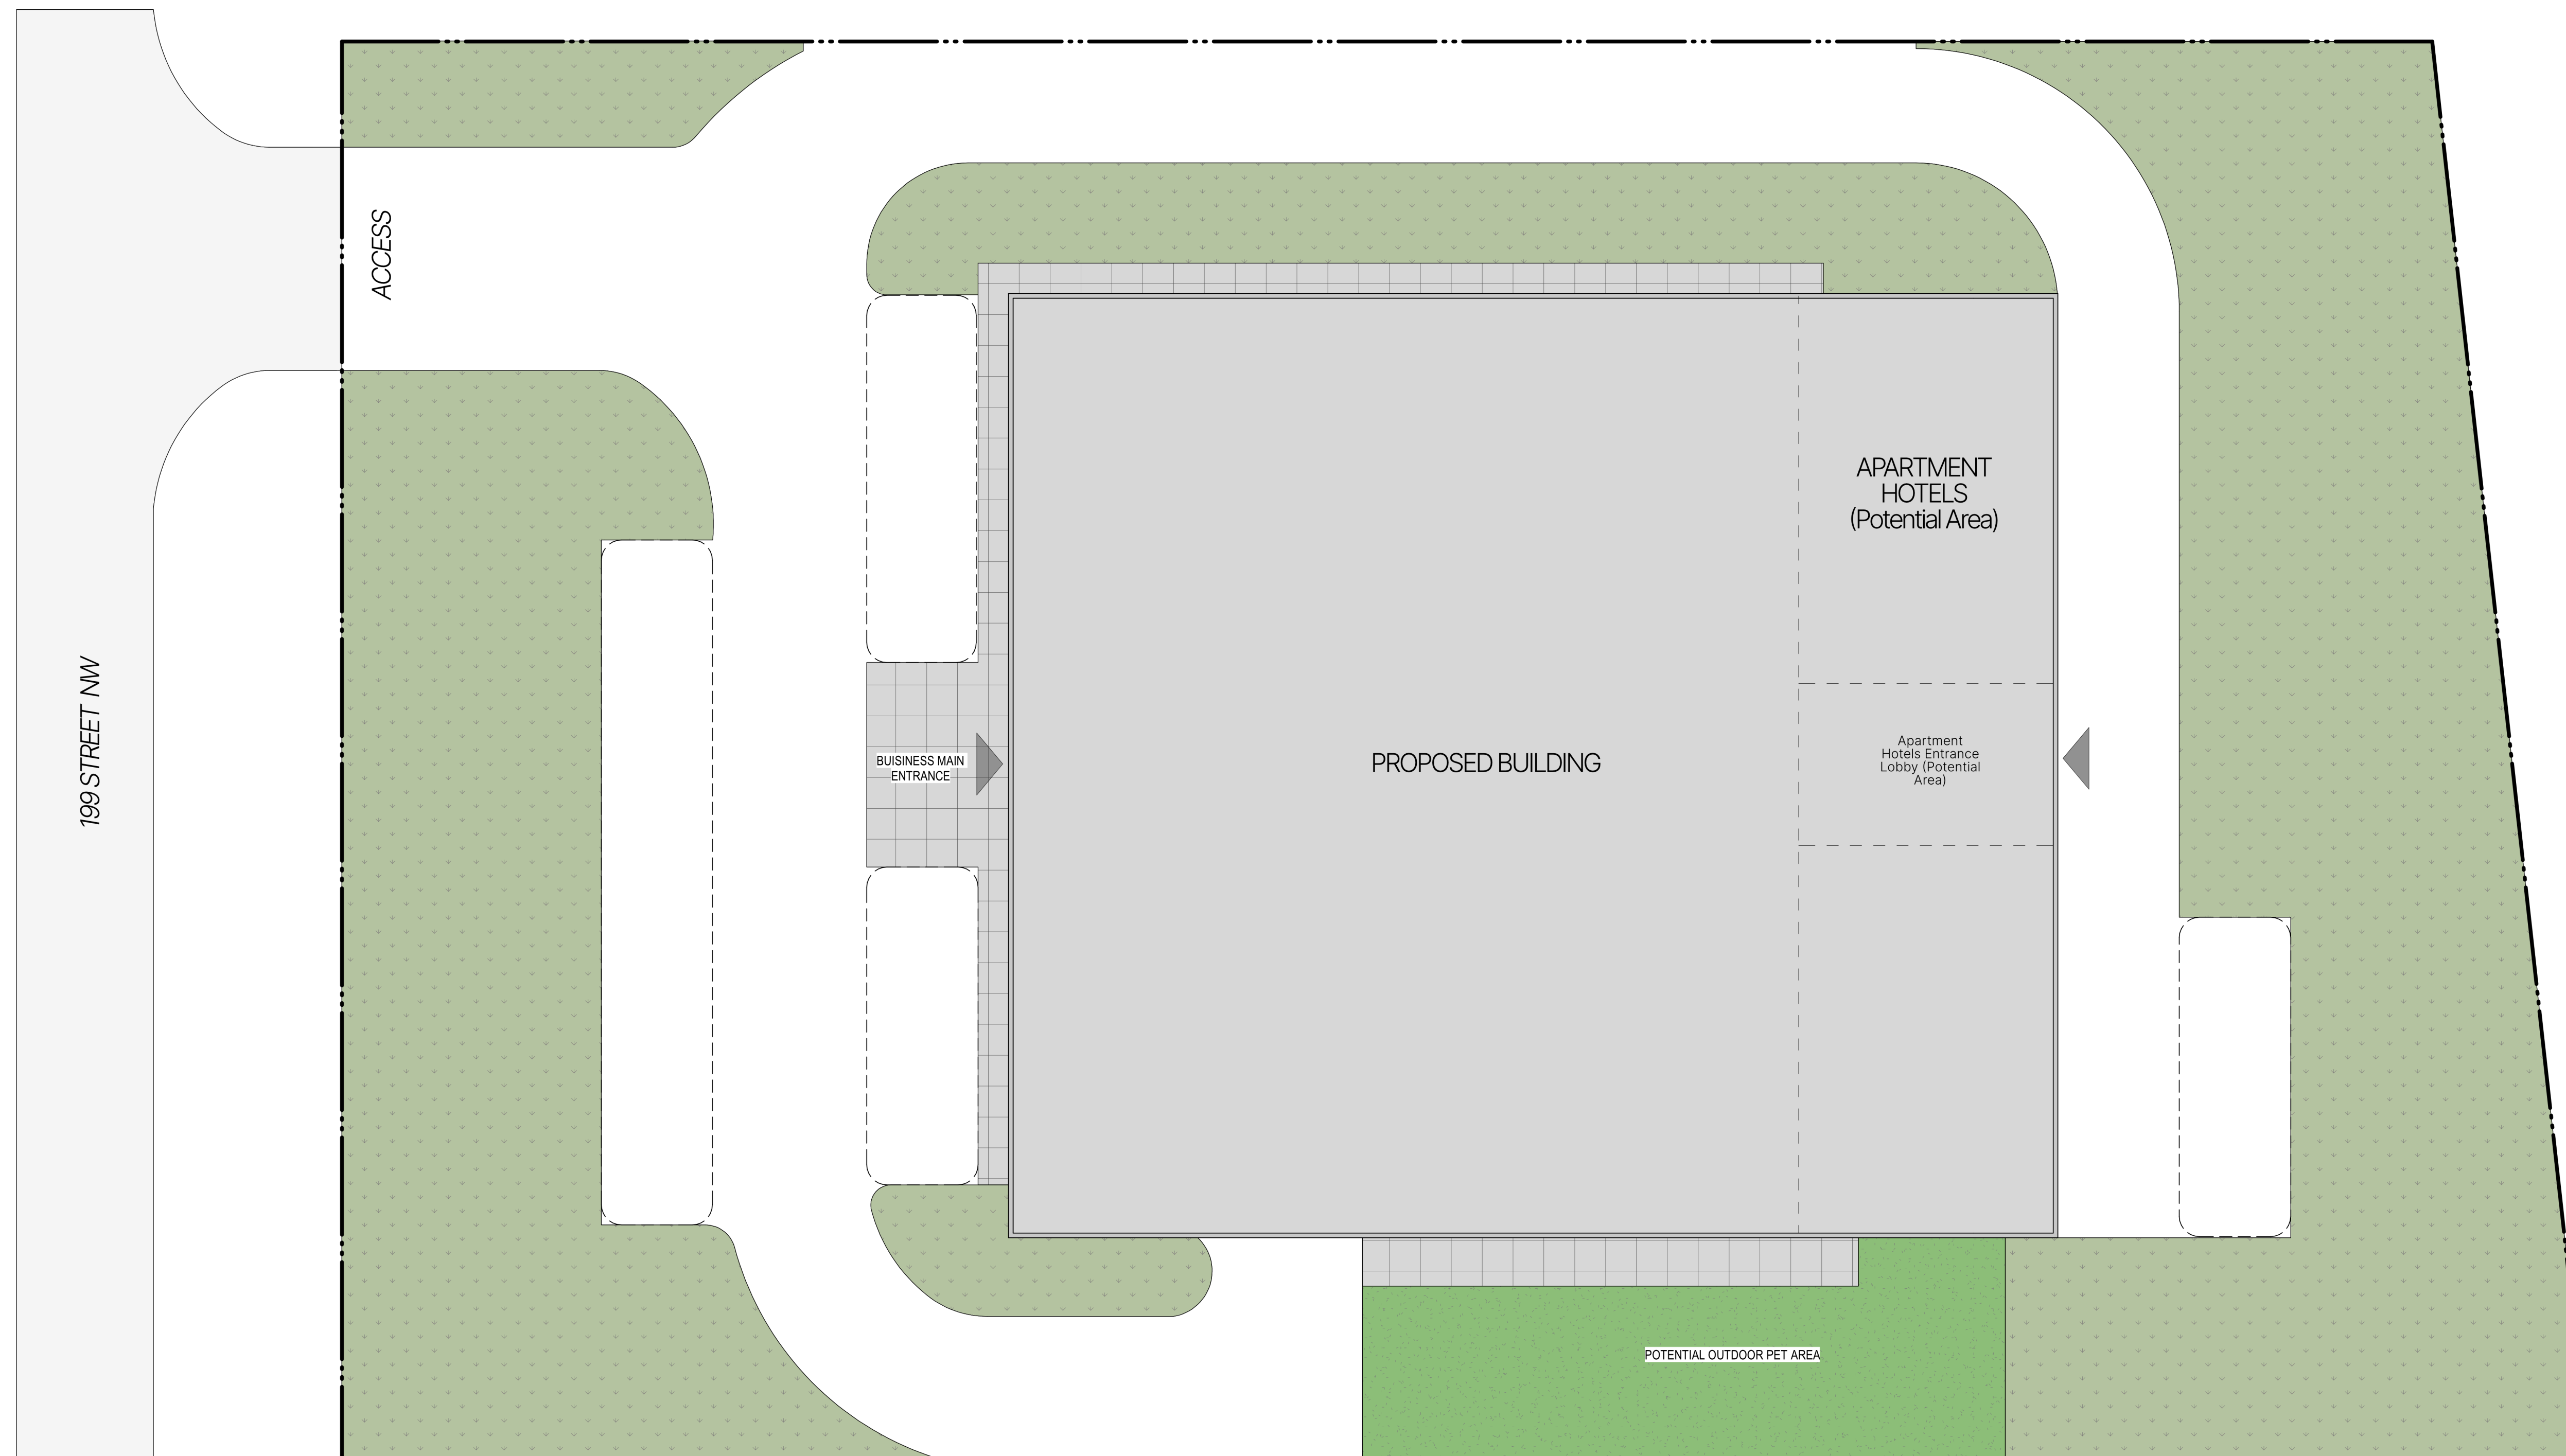 ACCESS
199 STREET NW
APARTMENT
HOTELS
(Potential Area)
BUISINESS MAIN
ENTRANCE
PROPOSED BUILDING
Apartment
Hotels Entrance
Lobby (Potential
Area)
POTENTIAL OUTDOOR PET AREA